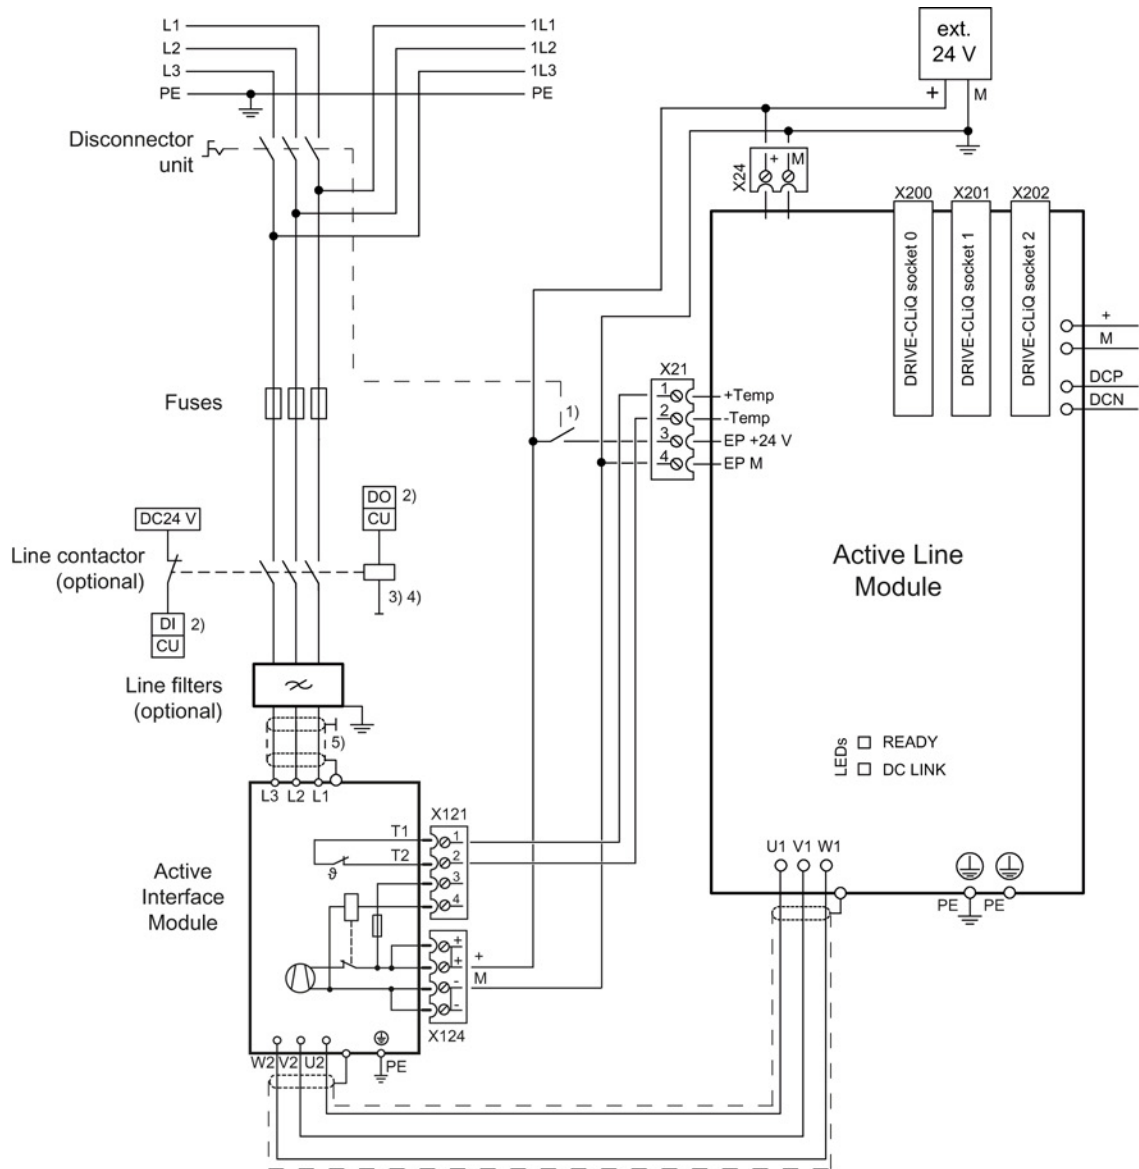 L1 1L1
L2 1L2
L3 1L3
PE PE
ext.
24 V
+ M
Disconnector
unit
X24
+ M
X200 X201 X202
DRIVE-CLiQ socket 0
DRIVE-CLiQ socket 1
DRIVE-CLiQ socket 2
+
M
DCP
DCN
Fuses
X21
1 +Temp
2 -Temp
1)
3 EP +24 V
4 EP M
DC24 V
DO 2)
CU
Line contactor
(optional)
3) 4)
DI 2)
CU
Active Line
Module
Line filters
(optional)
5)
LEDs
READY
DC LINK
L3 L2 L1
X121
T1 1
T2 2
ϑ
3
4
Active
Interface
Module
+
+ +
- M
-
X124
U1 V1 W1
PE PE
W2 V2 U2
PE